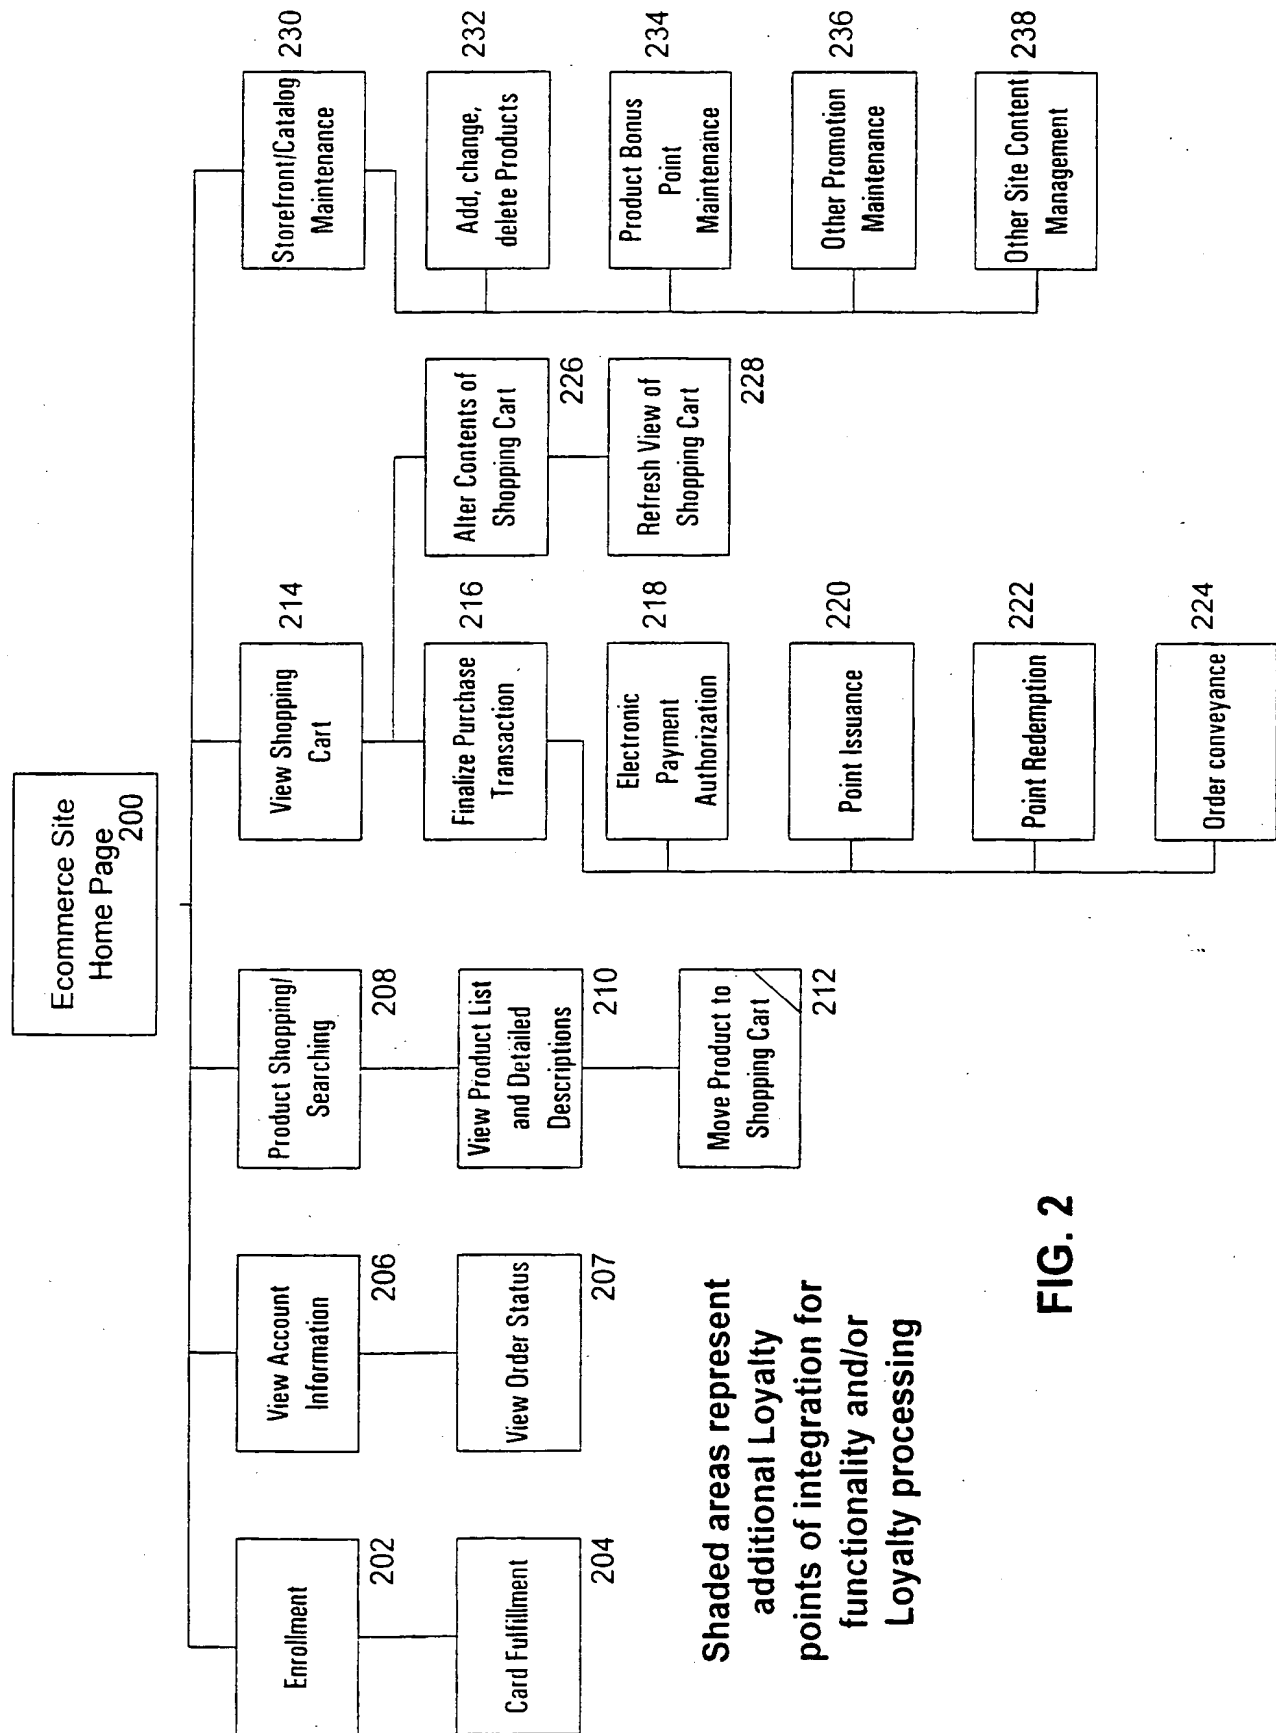 Ecommerce Site
Home Page
200
Enrollment
202
Card Fulfillment
204
View Account
Information
206
View Order Status
207
Product Shopping/
Searching
208
View Product List
and Detailed
Descriptions
210
Move Product to
Shopping Cart
212
View Shopping
Cart
214
Finalize Purchase
Transaction
216
Electronic
Payment
Authorization
218
Point Issuance
220
Point Redemption
222
Order conveyance
224
Alter Contents of
Shopping Cart
226
Refresh View of
Shopping Cart
228
Storefront/Catalog
Maintenance
230
Add, change,
delete Products
232
Product Bonus
Point
Maintenance
234
Other Promotion
Maintenance
236
Other Site Content
Management
238
Shaded areas represent
additional Loyalty
points of integration for
functionality and/or
Loyalty processing
FIG. 2